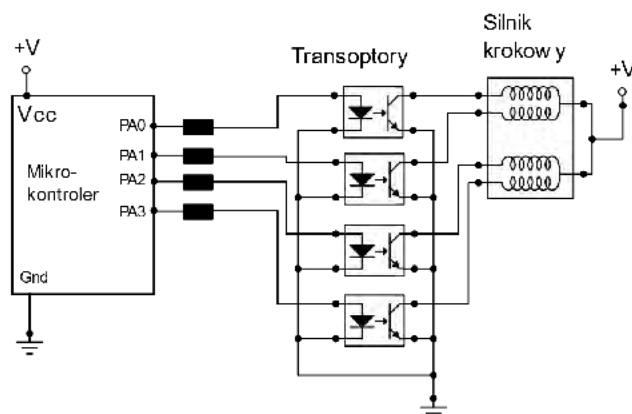 Silnik
krokow y
Transoptory
+V
+V
Vcc
PA0
PA1
Mikro-
kontroler
PA2
PA3
Gnd